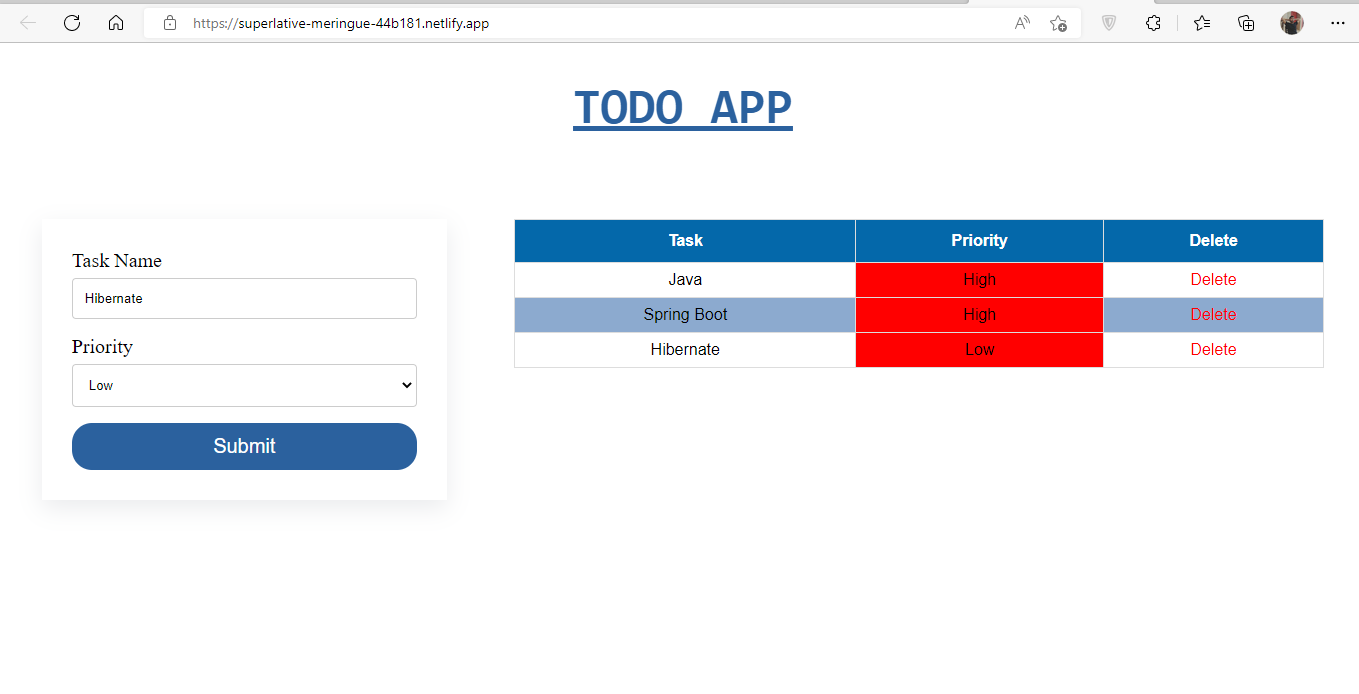 https://superlative-meringue-44b181.netlify.app
TODO APP
Task Name
Hibernate
Priority
Low
Submit
Task Priority Delete
Java High Delete
Spring Boot High Delete
Hibernate Low Delete